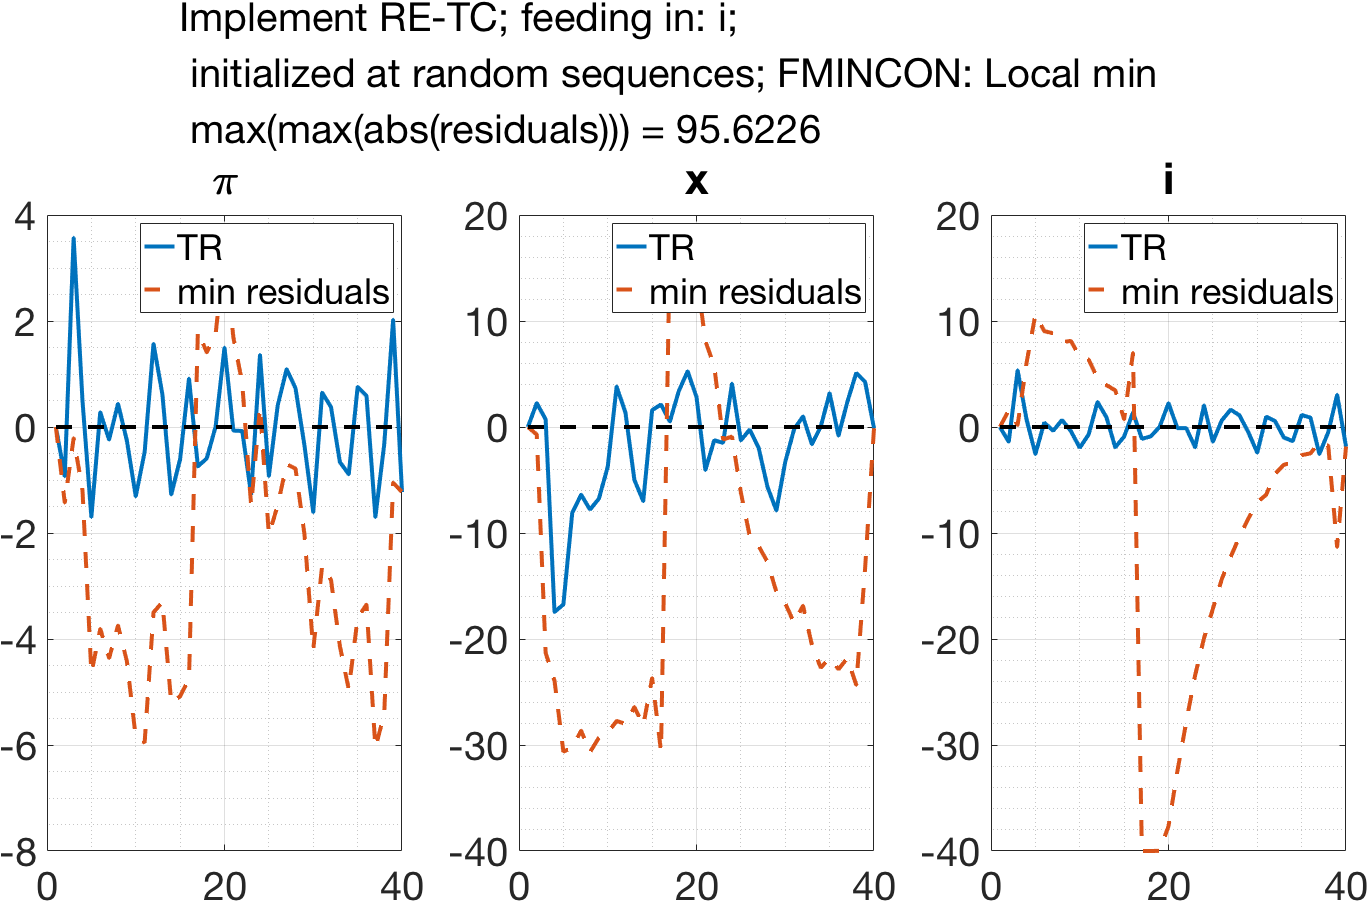 Implement RE-TC; feeding in: i;
initialized at random sequences; FMINCON: Local min
max(max(abs(residuals))) = 95.6226
π
x
i
4
2
0
-2
-4
-6
-8
TR
min residuals
0
20
40
20
10
0
-10
-20
-30
-40
TR
min residuals
0
20
40
20
10
0
-10
-20
-30
-40
TR
min residuals
0
20
40